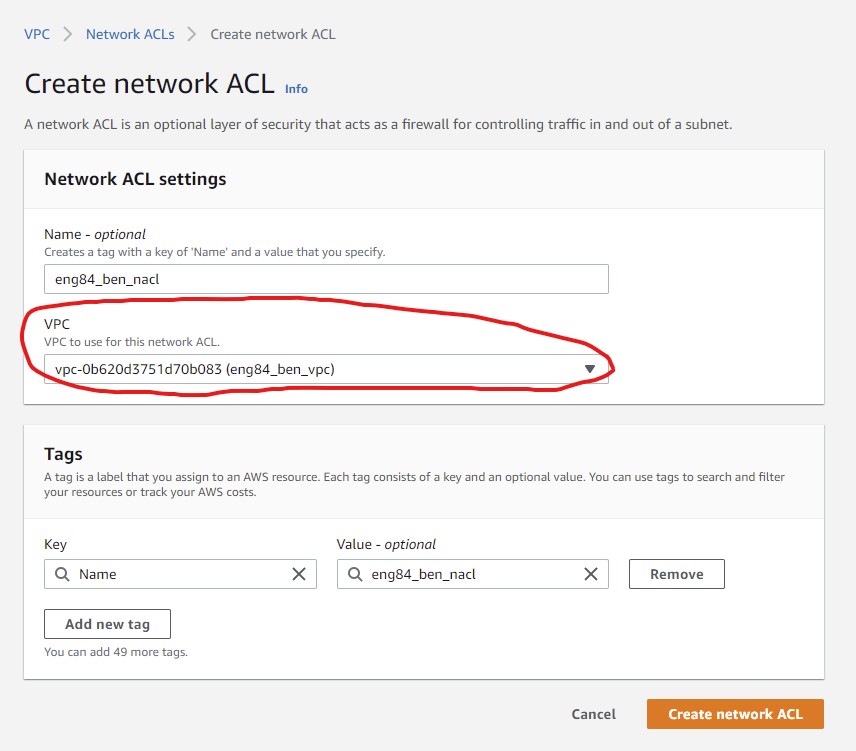 VPC > Network ACLs > Create network ACL
Create network ACL Info
A network ACL is an optional layer of security that acts as a firewall for controlling traffic in and out of a subnet.
Network ACL settings
Name - optional
Creates a tag with a key of 'Name' and a value that you specify.
eng84_ben_nacl
VPC
VPC to use for this network ACL.
vpc-0b620d3751d70b083 (eng84_ben_vpc)
Tags
A tag is a label that you assign to an AWS resource. Each tag consists of a key and an optional value. You can use tags to search and filter
your resources or track your AWS costs.
Key Value - optional
Name eng84_ben_nacl Remove
Add new tag
You can add 49 more tags.
Cancel Create network ACL